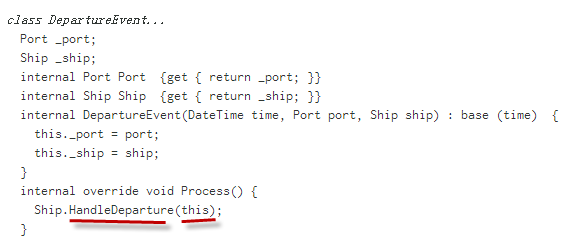 class DepartureEvent...
Port _port;
Ship _ship;
internal Port Port  {get { return _port; }}
internal Ship Ship  {get { return _ship; }}
internal DepartureEvent(DateTime time, Port port, Ship ship) : base (time)  {
this._port = port;
this._ship = ship;
}
internal override void Process() {
Ship.HandleDeparture(this);
}